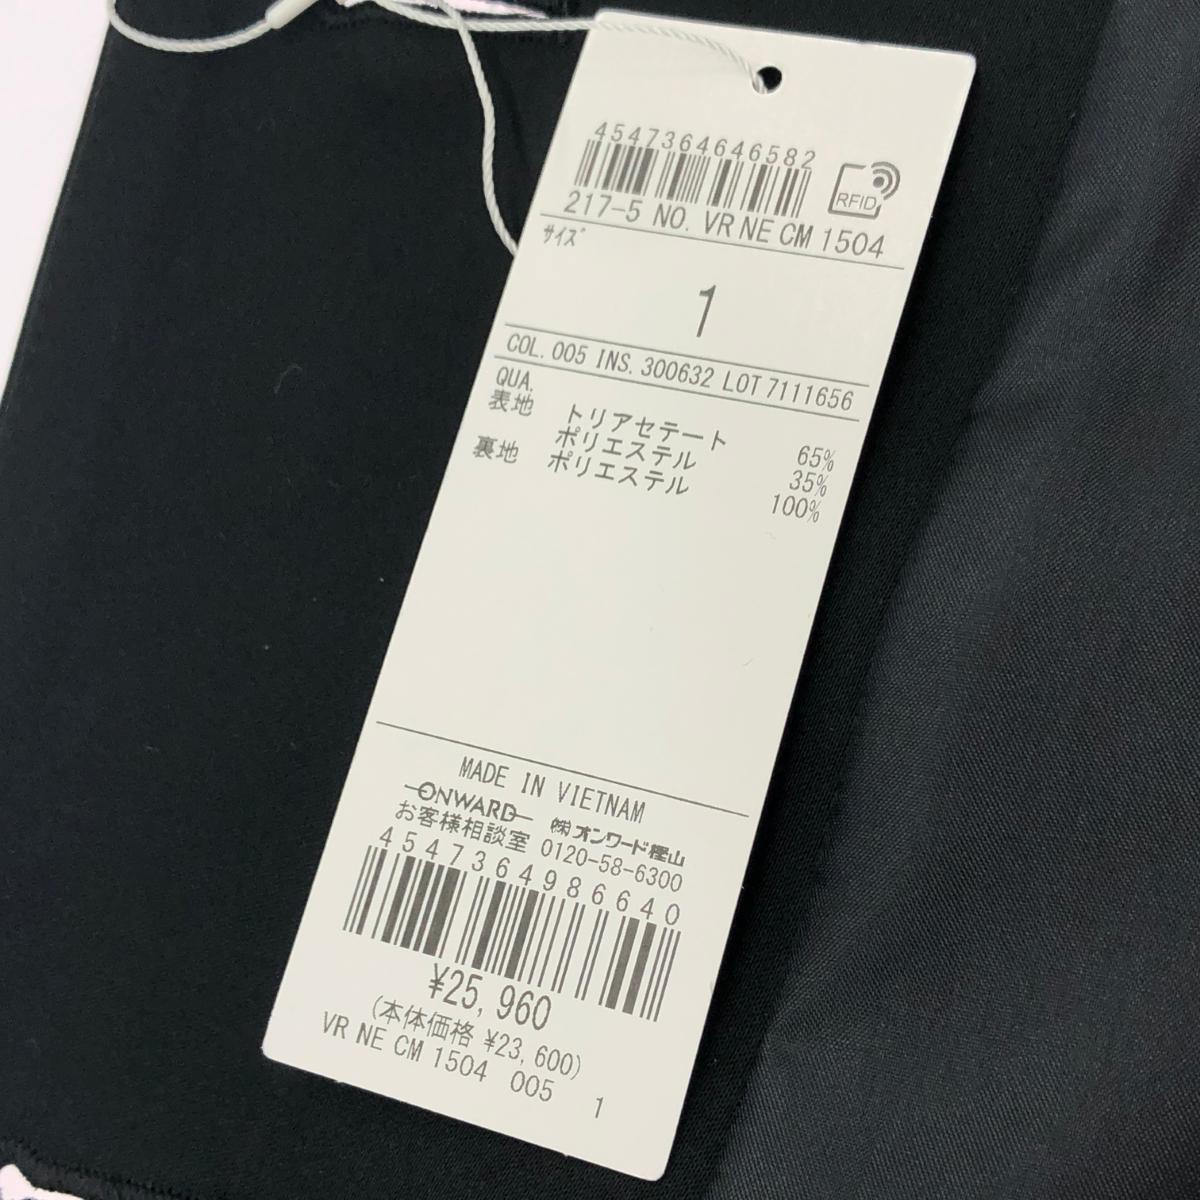 4547364646582
RFID
217-5 NO. VR NE CM 1504
サイズ
1
COL. 005 INS. 300632 LOT 7111656
QUA.
表地 トリアセテート 65%
ポリエステル 35%
裏地 ポリエステル 100%
MADE IN VIETNAM
ONWARD ㈱オンワード樫山
お客様相談室 0120-58-6300
4547364986640
¥25,960
(本体価格 ¥23,600)
VR NE CM 1504 005 1